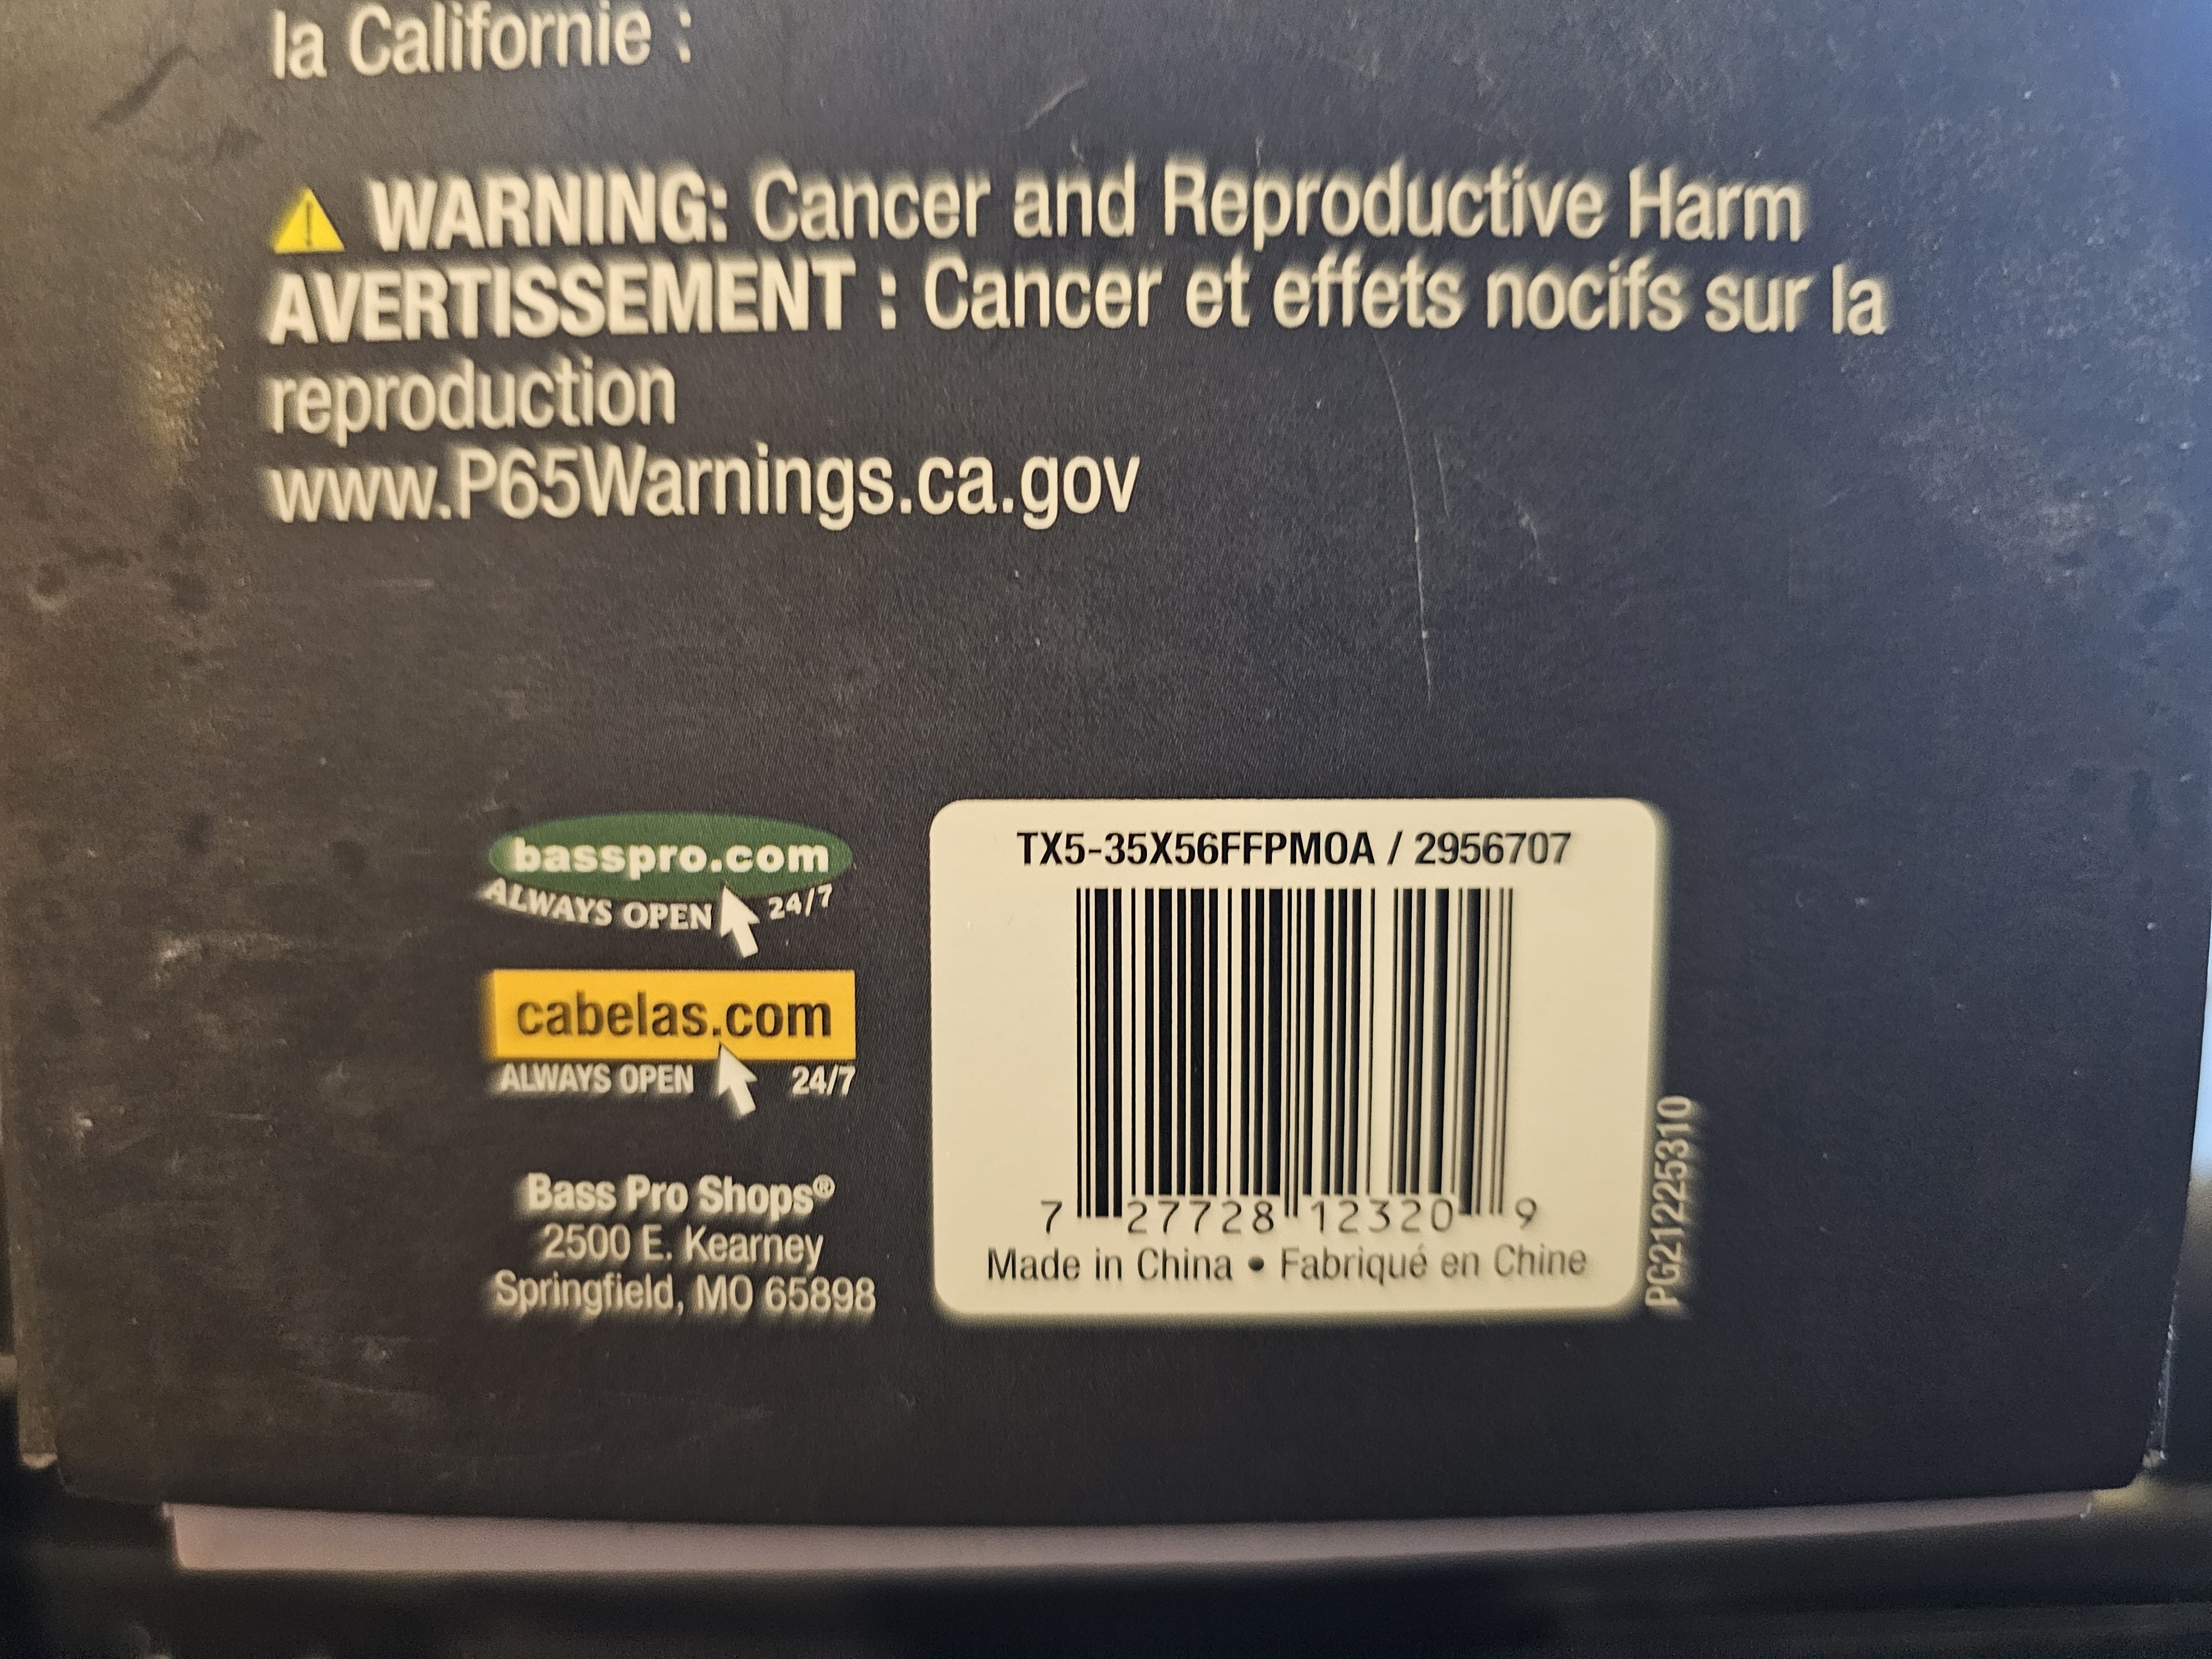 la Californie :
WARNING: Cancer and Reproductive Harm
AVERTISSEMENT : Cancer et effets nocifs sur la
reproduction
www.P65Warnings.ca.gov
basspro.com
ALWAYS OPEN 24/7
cabelas.com
ALWAYS OPEN 24/7
Bass Pro Shops®
2500 E. Kearney
Springfield, MO 65898
TX5-35X56FFPMOA / 2956707
7 27728 12320 9
Made in China • Fabriqué en Chine
PG21225310